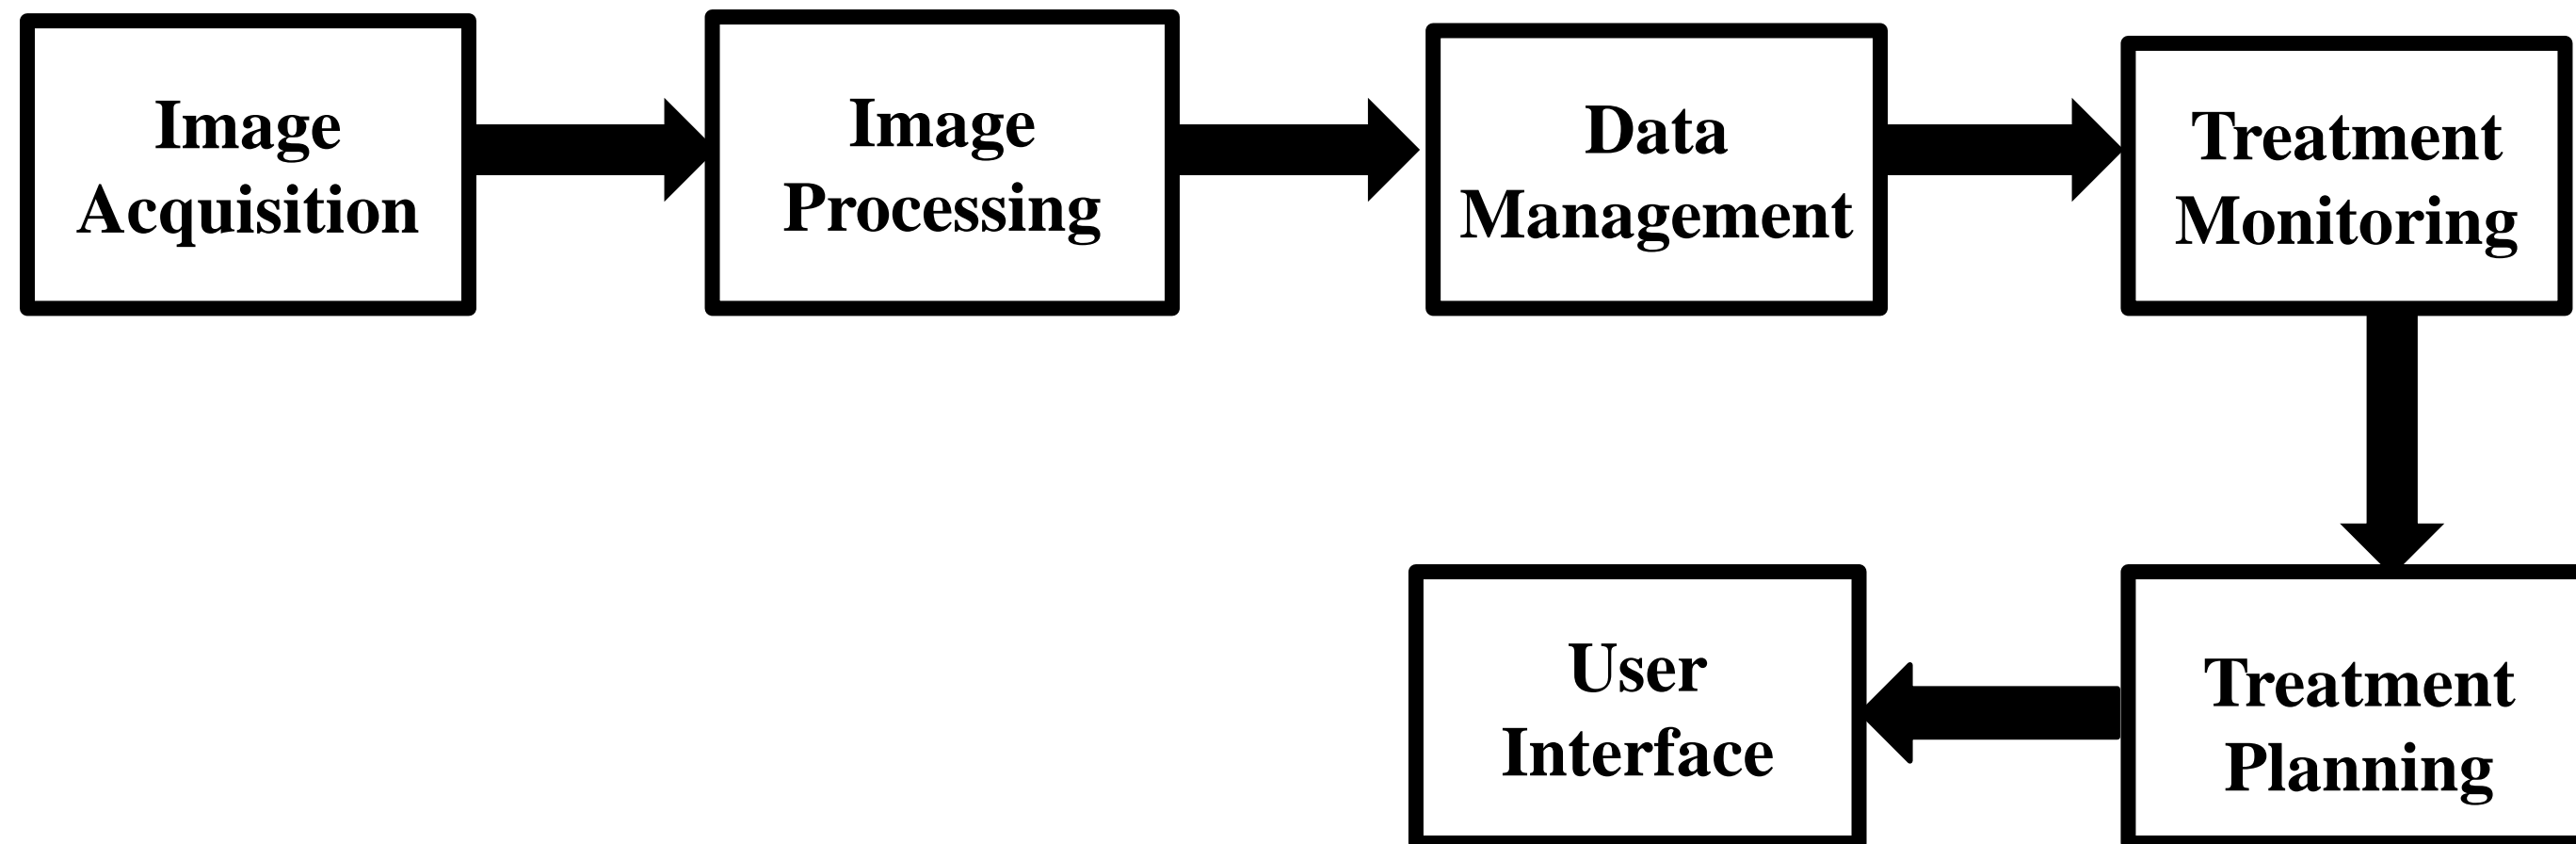 Image
Acquisition
Image
Processing
Data
Management
Treatment
Monitoring
User
Interface
Treatment
Planning